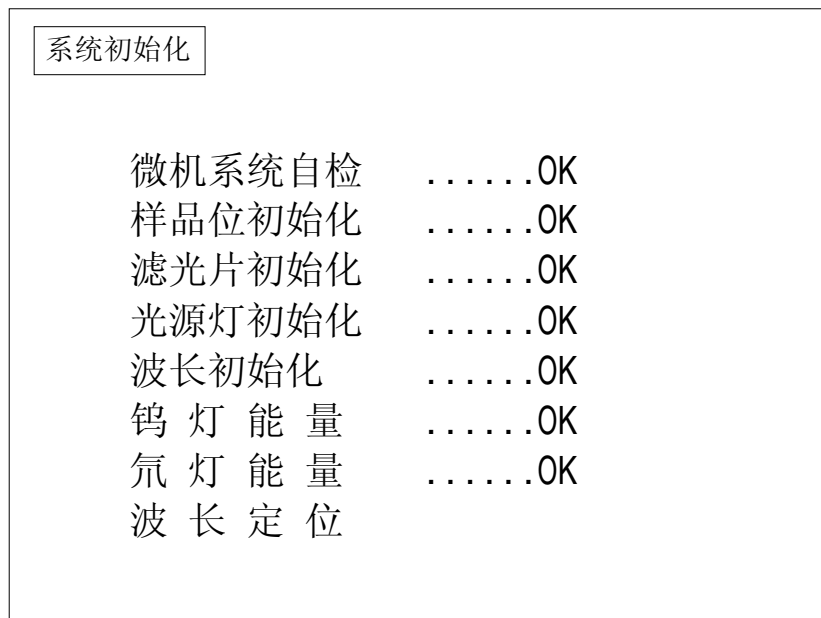 系统初始化
微机系统自检 ......OK
样品位初始化 ......OK
滤光片初始化 ......OK
光源灯初始化 ......OK
波长初始化 ......OK
钨 灯 能 量 ......OK
氘 灯 能 量 ......OK
波 长 定 位